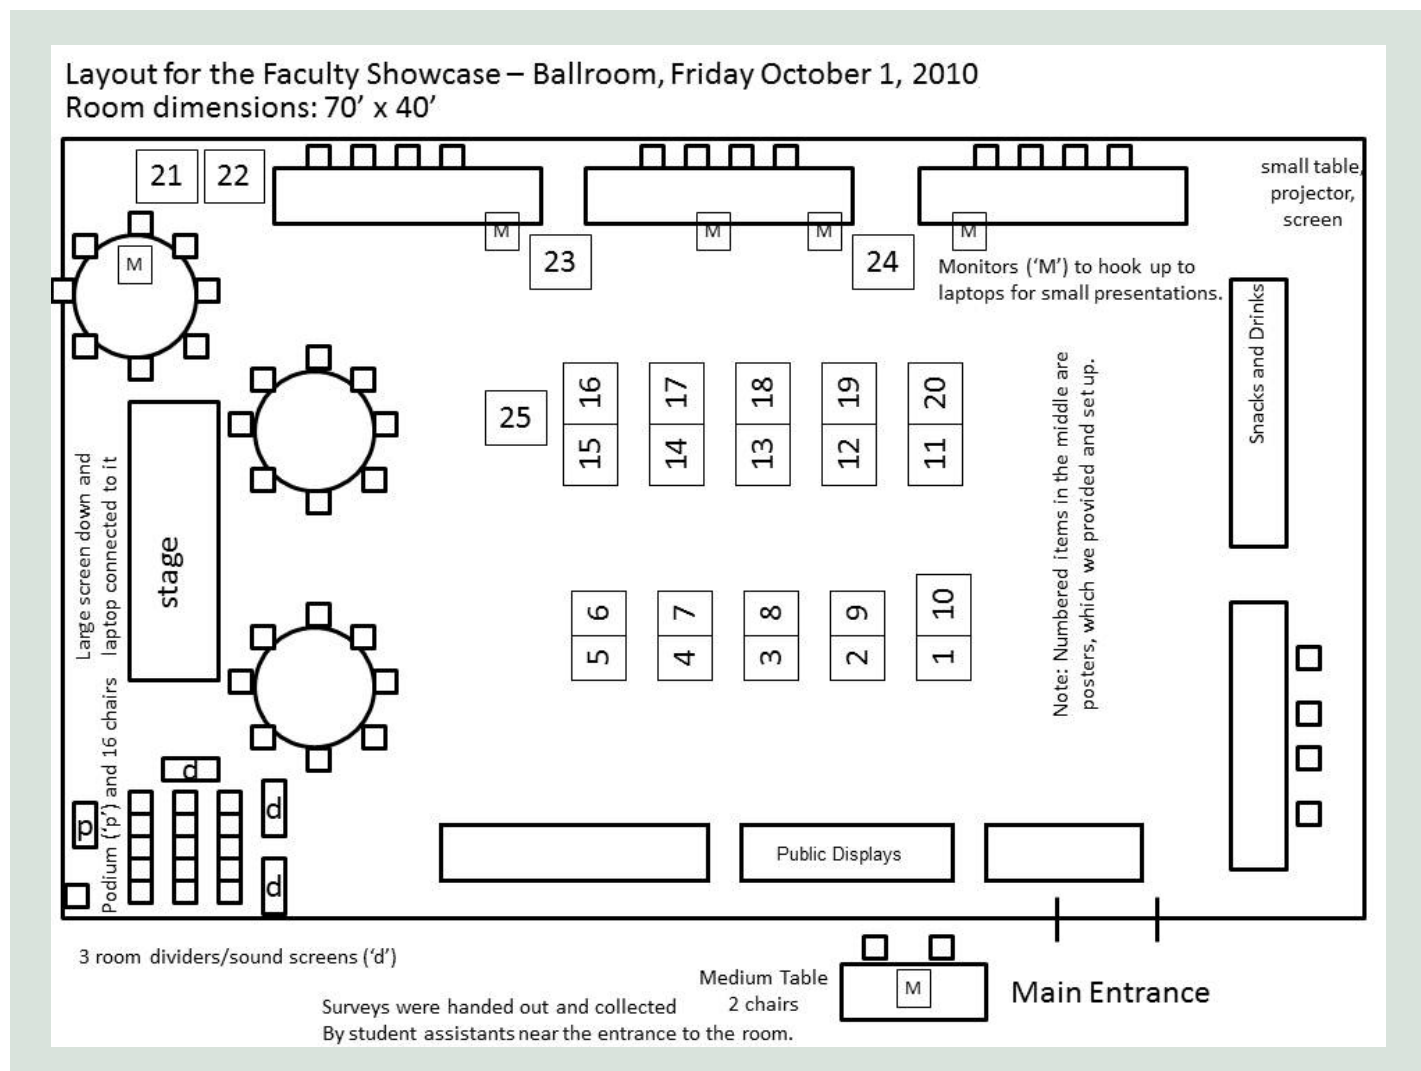 Layout for the Faculty Showcase – Ballroom, Friday October 1, 2010
Room dimensions: 70’ x 40’
21
22
small table,
projector,
screen
M
M
M
M
M
23
24
Monitors (‘M’) to hook up to
laptops for small presentations.
Snacks and Drinks
25
16
17
18
19
20
15
14
13
12
11
Note: Numbered items in the middle are
posters, which we provided and set up.
Large screen down and
laptop connected to it
stage
6
7
8
9
10
5
4
3
2
1
Podium (‘p’) and 16 chairs
d
d
d
p
Public Displays
3 room dividers/sound screens (‘d’)
Medium Table
2 chairs
M
Main Entrance
Surveys were handed out and collected
By student assistants near the entrance to the room.